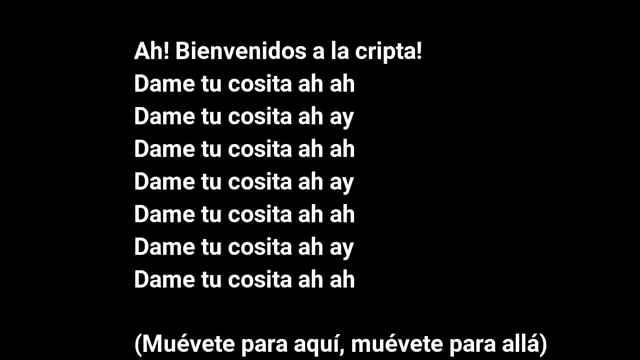 Ah! Bienvenidos a la cripta!
Dame tu cosita ah ah
Dame tu cosita ah ay
Dame tu cosita ah ah
Dame tu cosita ah ay
Dame tu cosita ah ah
Dame tu cosita ah ay
Dame tu cosita ah ah
(Muévete para aquí, muévete para allá)